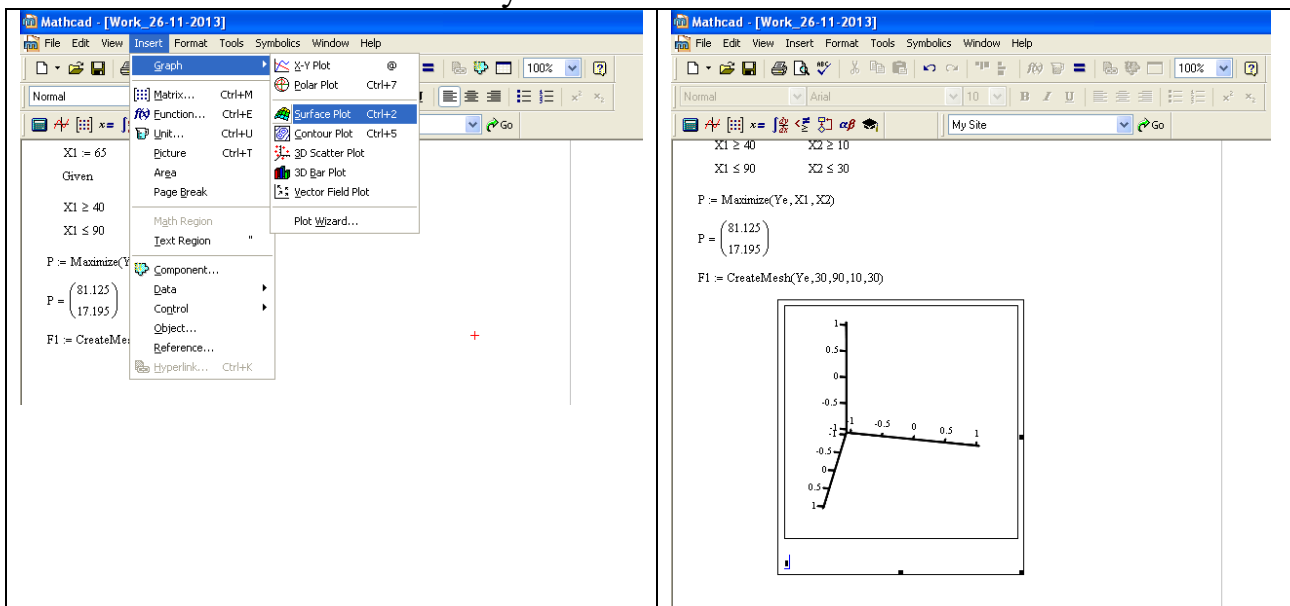 Mathcad - [Work_26-11-2013]
File Edit View Insert Format Tools Symbolics Window Help
100%
Normal
Go
Graph
Matrix... Ctrl+M
Function... Ctrl+E
Unit... Ctrl+U
Picture Ctrl+T
Area
Page Break
Math Region
Text Region "
Component...
Data
Control
Object...
Reference...
Hyperlink... Ctrl+K
X-Y Plot @
Polar Plot Ctrl+7
Surface Plot Ctrl+2
Contour Plot Ctrl+5
3D Scatter Plot
3D Bar Plot
Vector Field Plot
Plot Wizard...
X1 := 65
Given
X1 ≥ 40
X1 ≤ 90
P := Maximize(Y
P = (81.125
17.195)
F1 := CreateMe
Mathcad - [Work_26-11-2013]
File Edit View Insert Format Tools Symbolics Window Help
100%
Normal Arial 10 B I U x² x₂
x= αβ My Site Go
X1 ≥ 40 X2 ≥ 10
X1 ≤ 90 X2 ≤ 30
P := Maximize(Ye,X1,X2)
P = (81.125
17.195)
F1 := CreateMesh(Ye,30,90,10,30)
1
0.5
0
-0.5
-1
-1 -0.5 0 0.5 1
-1
-0.5
0
0.5
1